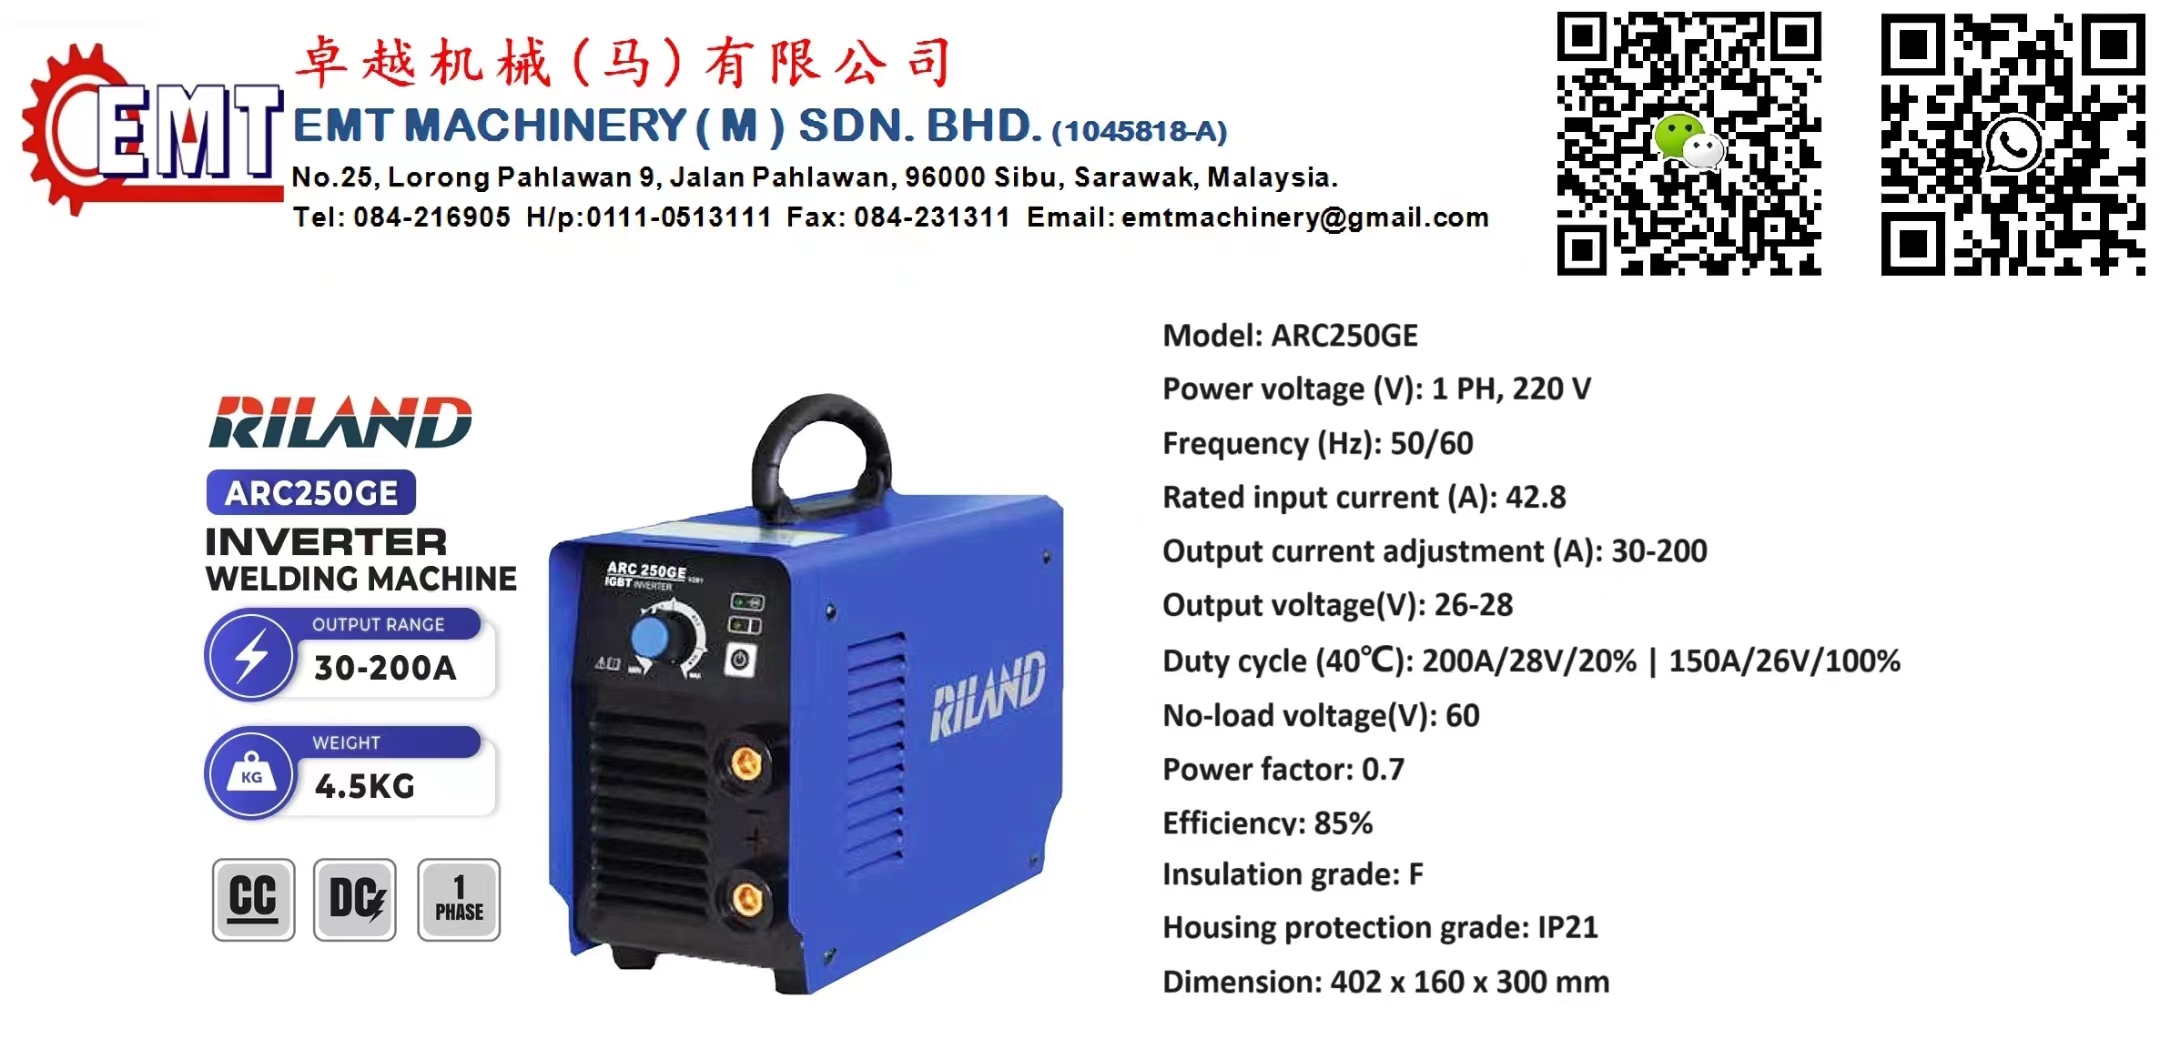 卓越机械(马)有限公司
EMT
EMT MACHINERY ( M ) SDN. BHD. (1045818-A)
No.25, Lorong Pahlawan 9, Jalan Pahlawan, 96000 Sibu, Sarawak, Malaysia.
Tel: 084-216905 H/p:0111-0513111 Fax: 084-231311 Email: emtmachinery@gmail.com
RILAND
ARC250GE
INVERTER
WELDING MACHINE
OUTPUT RANGE
30-200A
WEIGHT
KG
4.5KG
CC
DC
1
PHASE
ARC 250GE
IGBT INVERTER
MAX
- +
RILAND
Model: ARC250GE
Power voltage (V): 1 PH, 220 V
Frequency (Hz): 50/60
Rated input current (A): 42.8
Output current adjustment (A): 30-200
Output voltage(V): 26-28
Duty cycle (40℃): 200A/28V/20% | 150A/26V/100%
No-load voltage(V): 60
Power factor: 0.7
Efficiency: 85%
Insulation grade: F
Housing protection grade: IP21
Dimension: 402 x 160 x 300 mm